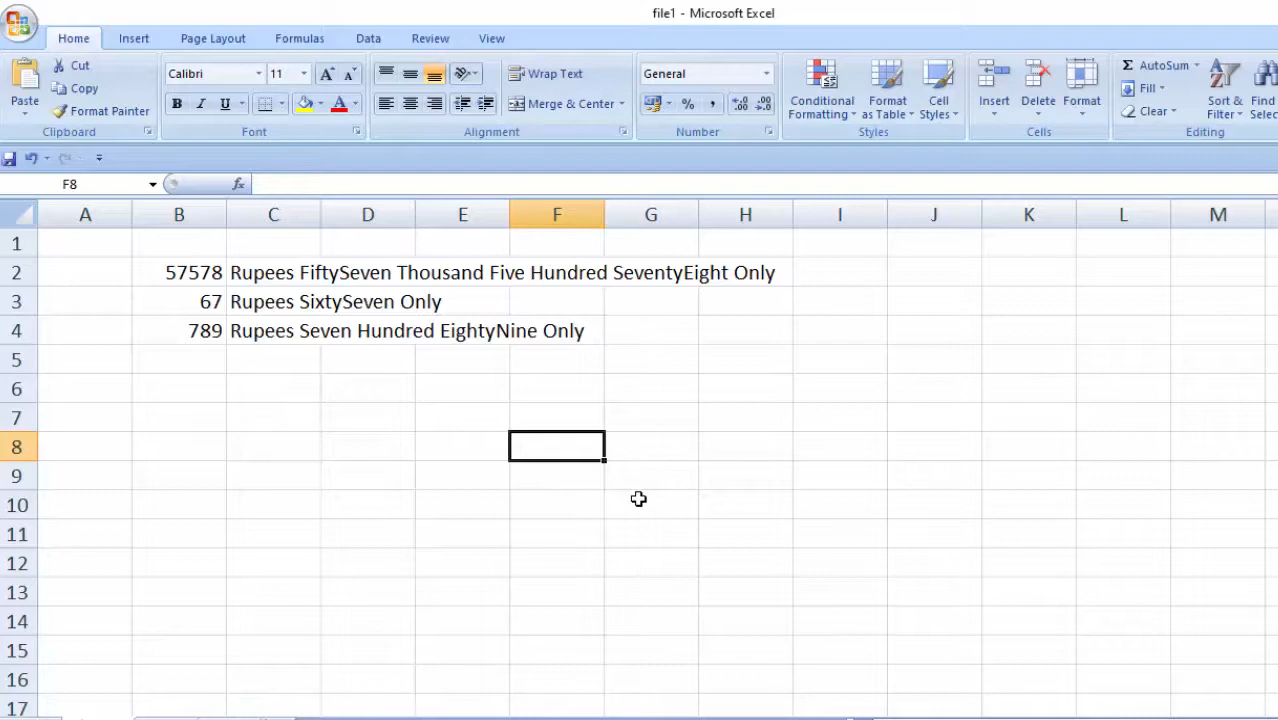 file1 - Microsoft Excel
Home Insert Page Layout Formulas Data Review View
Cut Calibri 11 A A Wrap Text General AutoSum
Copy Fill
Paste Format Painter B I U A Merge & Center % , Conditional Formatting Format as Table Cell Styles Insert Delete Format Clear Sort & Filter Find Selec
Clipboard Font Alignment Number Styles Cells Editing
F8 fx
A B C D E F G H I J K L M
1
2 57578 Rupees FiftySeven Thousand Five Hundred SeventyEight Only
3 67 Rupees SixtySeven Only
4 789 Rupees Seven Hundred EightyNine Only
5
6
7
8
9
10
11
12
13
14
15
16
17